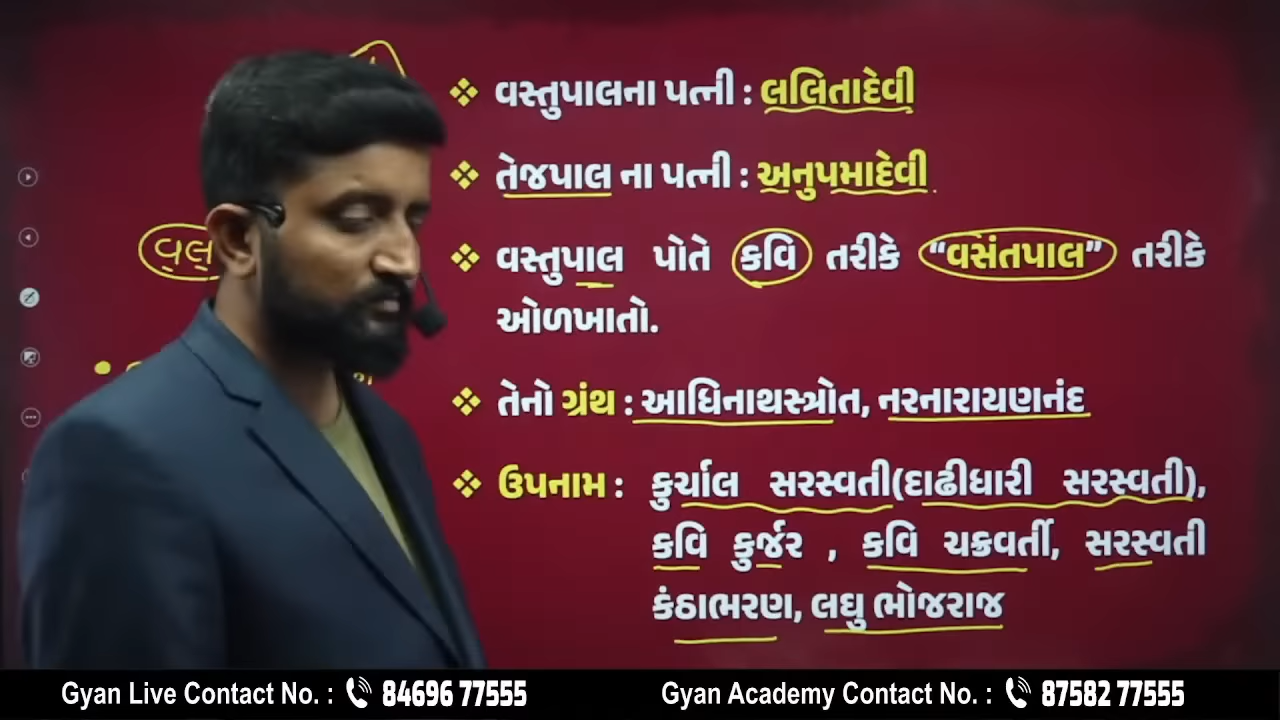 વસ્તુપાલના પત્ની : લલિતાદેવી
તેજપાલ ના પત્ની : અનુપમાદેવી
વસ્તુપાલ પોતે કવિ તરીકે “વસંતપાલ” તરીકે
ઓળખાતો.
તેનો ગ્રંથ : આધિનાથસ્ત્રોત, નરનારાયણનંદ
ઉપનામ : કુર્ચાલ સરસ્વતી(દાઢીધારી સરસ્વતી),
કવિ કુર્જર , કવિ ચક્રવર્તી, સરસ્વતી
કંઠાભરણ, લઘુ ભોજરાજ
Gyan Live Contact No. : 84696 77555
Gyan Academy Contact No. : 87582 77555